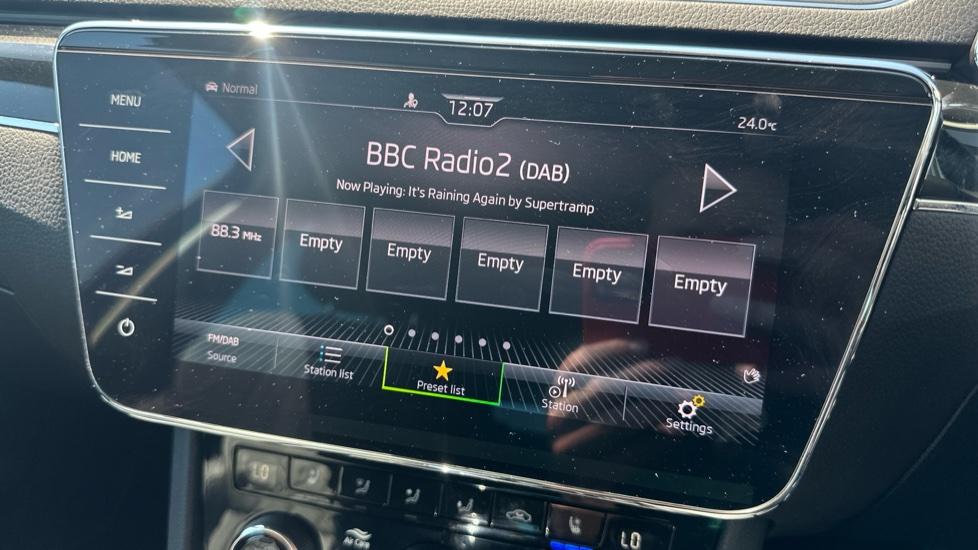 Normal
12:07
24.0°C
MENU
HOME
BBC Radio2 (DAB)
Now Playing: It's Raining Again by Supertramp
88.3 MHz
Empty
Empty
Empty
Empty
Empty
FM/DAB
Source
Station list
Preset list
Station
Settings
LO
LO